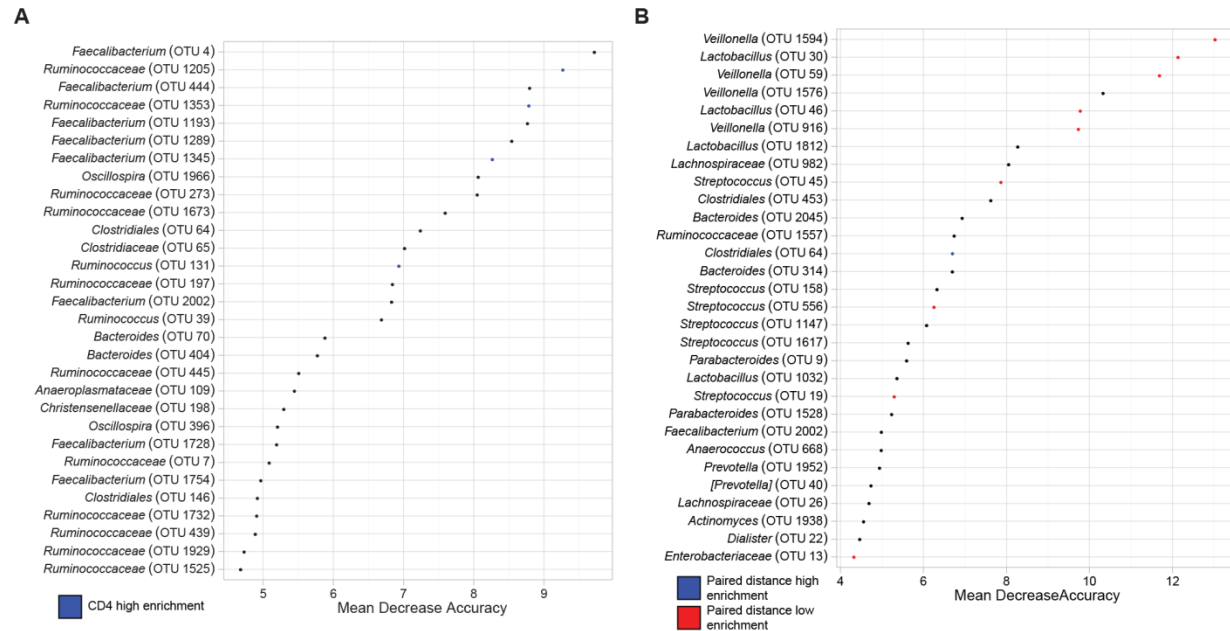 A
Faecalibacterium (OTU 4)
Ruminococcaceae (OTU 1205)
Faecalibacterium (OTU 444)
Ruminococcaceae (OTU 1353)
Faecalibacterium (OTU 1193)
Faecalibacterium (OTU 1289)
Faecalibacterium (OTU 1345)
Oscillospira (OTU 1966)
Ruminococcaceae (OTU 273)
Ruminococcaceae (OTU 1673)
Clostridiales (OTU 64)
Clostridiaceae (OTU 65)
Ruminococcus (OTU 131)
Ruminococcaceae (OTU 197)
Faecalibacterium (OTU 2002)
Ruminococcus (OTU 39)
Bacteroides (OTU 70)
Bacteroides (OTU 404)
Ruminococcaceae (OTU 445)
Anaeroplasmataceae (OTU 109)
Christensenellaceae (OTU 198)
Oscillospira (OTU 396)
Faecalibacterium (OTU 1728)
Ruminococcaceae (OTU 7)
Faecalibacterium (OTU 1754)
Clostridiales (OTU 146)
Ruminococcaceae (OTU 1732)
Ruminococcaceae (OTU 439)
Ruminococcaceae (OTU 1929)
Ruminococcaceae (OTU 1525)
5 6 7 8 9
Mean Decrease Accuracy
CD4 high enrichment
B
Veillonella (OTU 1594)
Lactobacillus (OTU 30)
Veillonella (OTU 59)
Veillonella (OTU 1576)
Lactobacillus (OTU 46)
Veillonella (OTU 916)
Lactobacillus (OTU 1812)
Lachnospiraceae (OTU 982)
Streptococcus (OTU 45)
Clostridiales (OTU 453)
Bacteroides (OTU 2045)
Ruminococcaceae (OTU 1557)
Clostridiales (OTU 64)
Bacteroides (OTU 314)
Streptococcus (OTU 158)
Streptococcus (OTU 556)
Streptococcus (OTU 1147)
Streptococcus (OTU 1617)
Parabacteroides (OTU 9)
Lactobacillus (OTU 1032)
Streptococcus (OTU 19)
Parabacteroides (OTU 1528)
Faecalibacterium (OTU 2002)
Anaerococcus (OTU 668)
Prevotella (OTU 1952)
[Prevotella] (OTU 40)
Lachnospiraceae (OTU 26)
Actinomyces (OTU 1938)
Dialister (OTU 22)
Enterobacteriaceae (OTU 13)
4 6 8 10 12
Mean DecreaseAccuracy
Paired distance high
enrichment
Paired distance low
enrichment